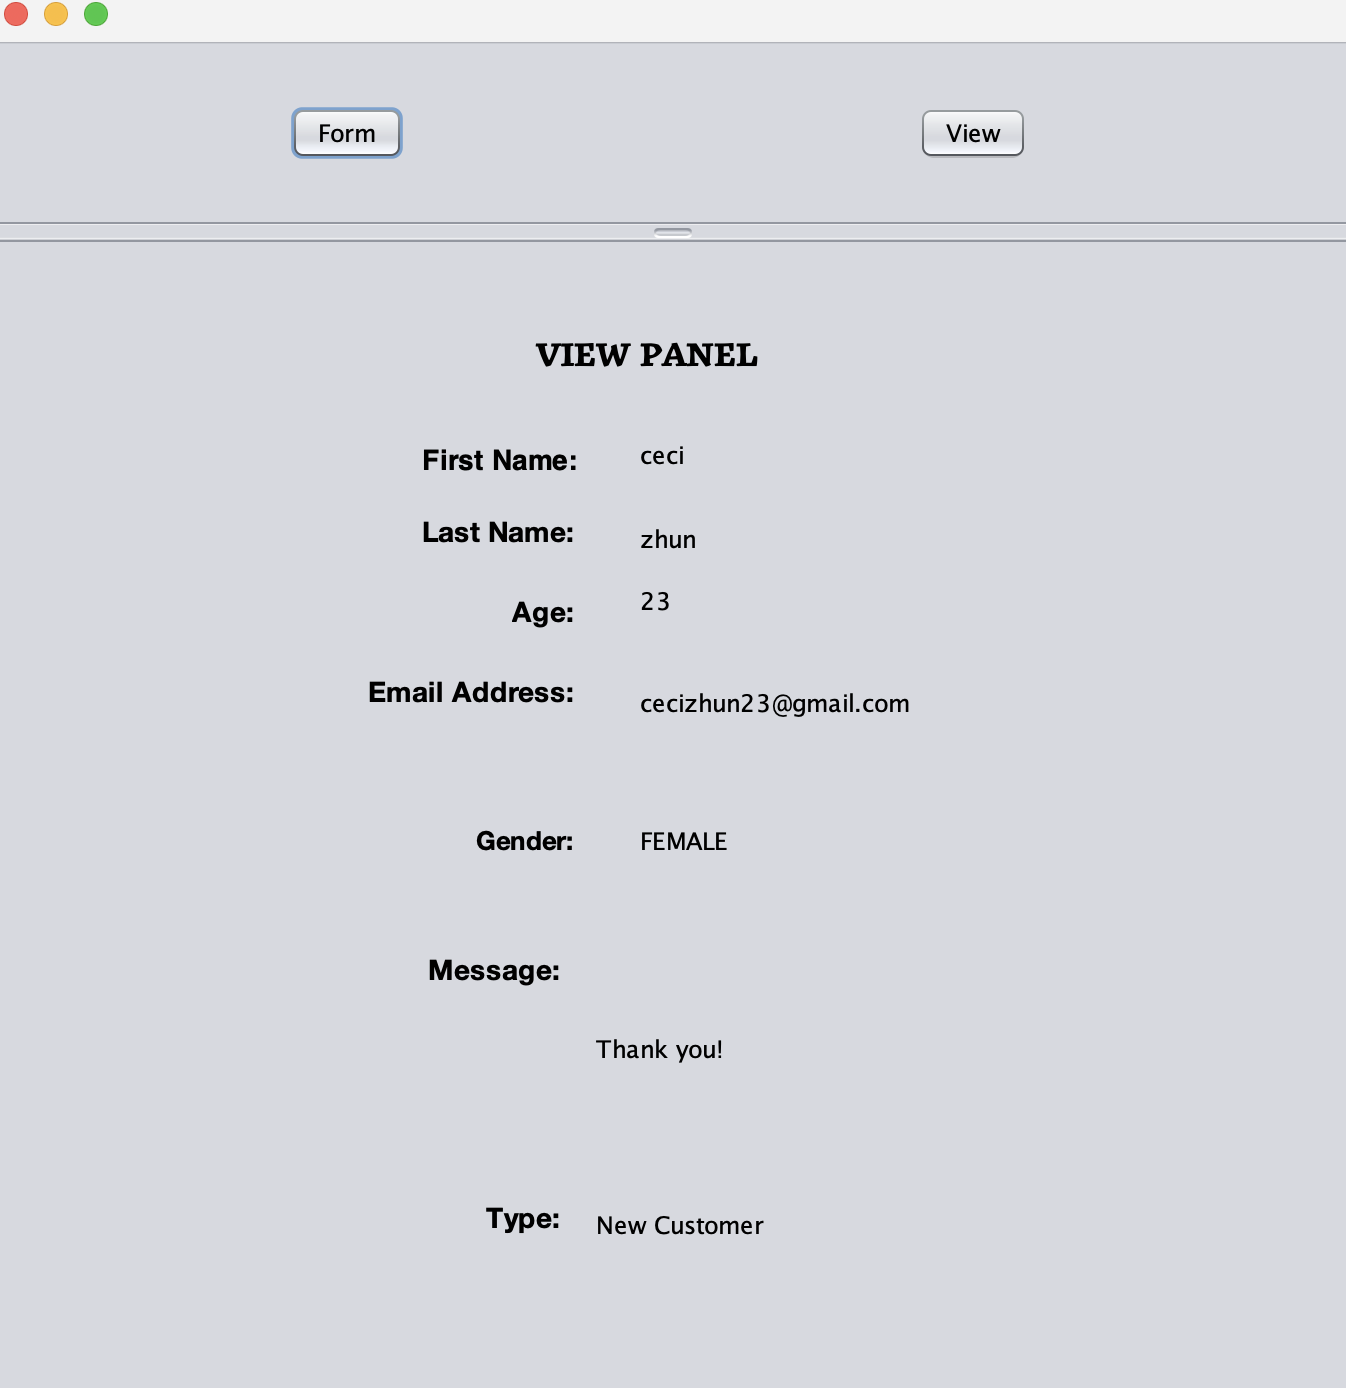 Form View
VIEW PANEL
First Name: ceci
Last Name: zhun
Age: 23
Email Address: cecizhun23@gmail.com
Gender: FEMALE
Message:
Thank you!
Type: New Customer